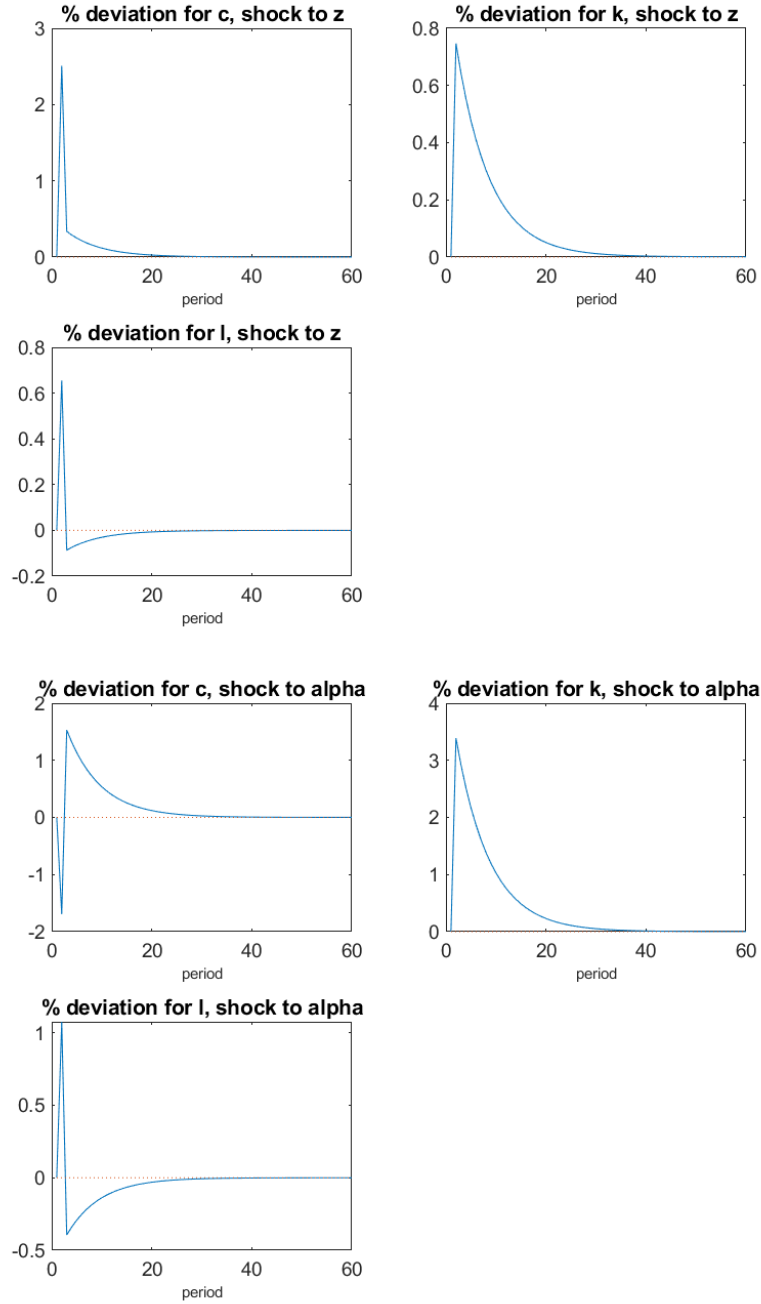 % deviation for c, shock to z
3
2
1
0
0 20 40 60
period
% deviation for k, shock to z
0.8
0.6
0.4
0.2
0
0 20 40 60
period
% deviation for l, shock to z
0.8
0.6
0.4
0.2
0
-0.2
0 20 40 60
period
% deviation for c, shock to alpha
2
1
0
-1
-2
0 20 40 60
period
% deviation for k, shock to alpha
4
3
2
1
0
0 20 40 60
period
% deviation for l, shock to alpha
1
0.5
0
-0.5
0 20 40 60
period